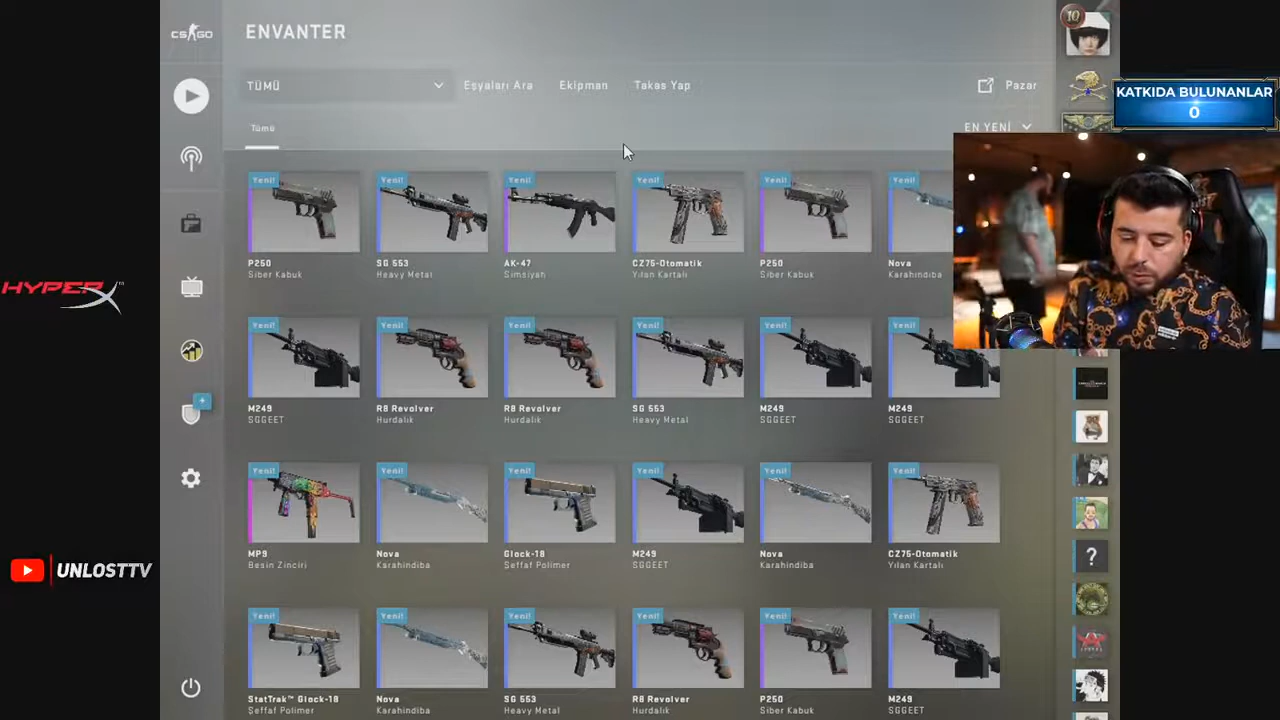 CS:GO
ENVANTER
10
TÜMÜ
Eşyaları Ara
Ekipman
Takas Yap
Pazar
KATKIDA BULUNANLAR
0
Tümü
EN YENİ
Yeni! Yeni! Yeni! Yeni! Yeni! Yeni!
P250 SG 553 AK-47 CZ75-Otomatik P250 Nova
Siber Kabuk Heavy Metal Simsiyah Yılan Kartalı Siber Kabuk Karahindiba
HYPERX
Yeni! Yeni! Yeni! Yeni! Yeni! Yeni!
M249 R8 Revolver R8 Revolver SG 553 M249 M249
SGGEET Hurdalık Hurdalık Heavy Metal SGGEET SGGEET
Yeni! Yeni! Yeni! Yeni! Yeni! Yeni!
MP9 Nova Glock-18 M249 Nova CZ75-Otomatik
Besin Zinciri Karahindiba Şeffaf Polimer SGGEET Karahindiba Yılan Kartalı
?
UNLOSTTV
Yeni! Yeni! Yeni! Yeni! Yeni! Yeni!
StatTrak™ Glock-18 Nova SG 553 R8 Revolver P250 M249
Şeffaf Polimer Karahindiba Heavy Metal Hurdalık Siber Kabuk SGGEET